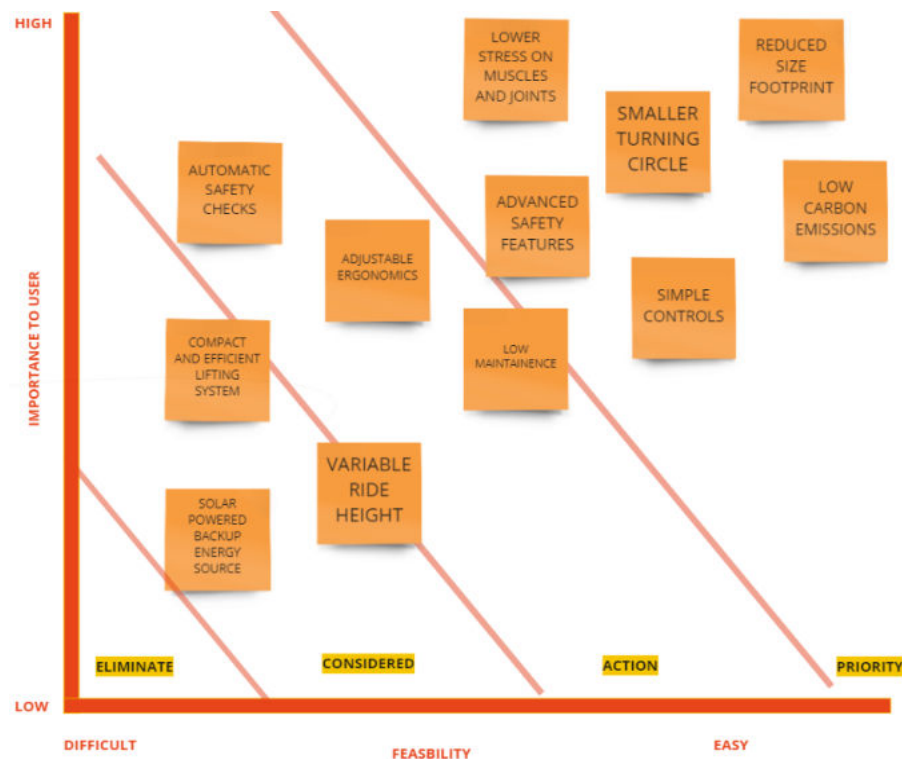 HIGH
LOWER
STRESS ON
MUSCLES
AND JOINTS
REDUCED
SIZE
FOOTPRINT
SMALLER
TURNING
CIRCLE
AUTOMATIC
SAFETY
CHECKS
ADVANCED
SAFETY
FEATURES
LOW
CARBON
EMISSIONS
ADJUSTABLE
ERGONOMICS
SIMPLE
CONTROLS
IMPORTANCE TO USER
COMPACT
AND EFFICIENT
LIFTING
SYSTEM
LOW
MAINTAINENCE
VARIABLE
RIDE
HEIGHT
SOLAR
POWERED
BACKUP
ENERGY
SOURCE
ELIMINATE
CONSIDERED
ACTION
PRIORITY
LOW
DIFFICULT
FEASBILITY
EASY